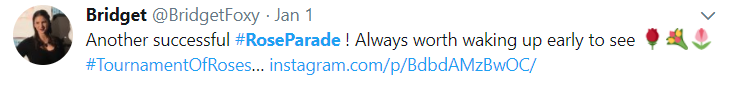 Bridget @BridgetFoxy · Jan 1
Another successful #RoseParade ! Always worth waking up early to see 🌹💐🌷
#TournamentOfRoses... instagram.com/p/BdbdAMzBwOC/